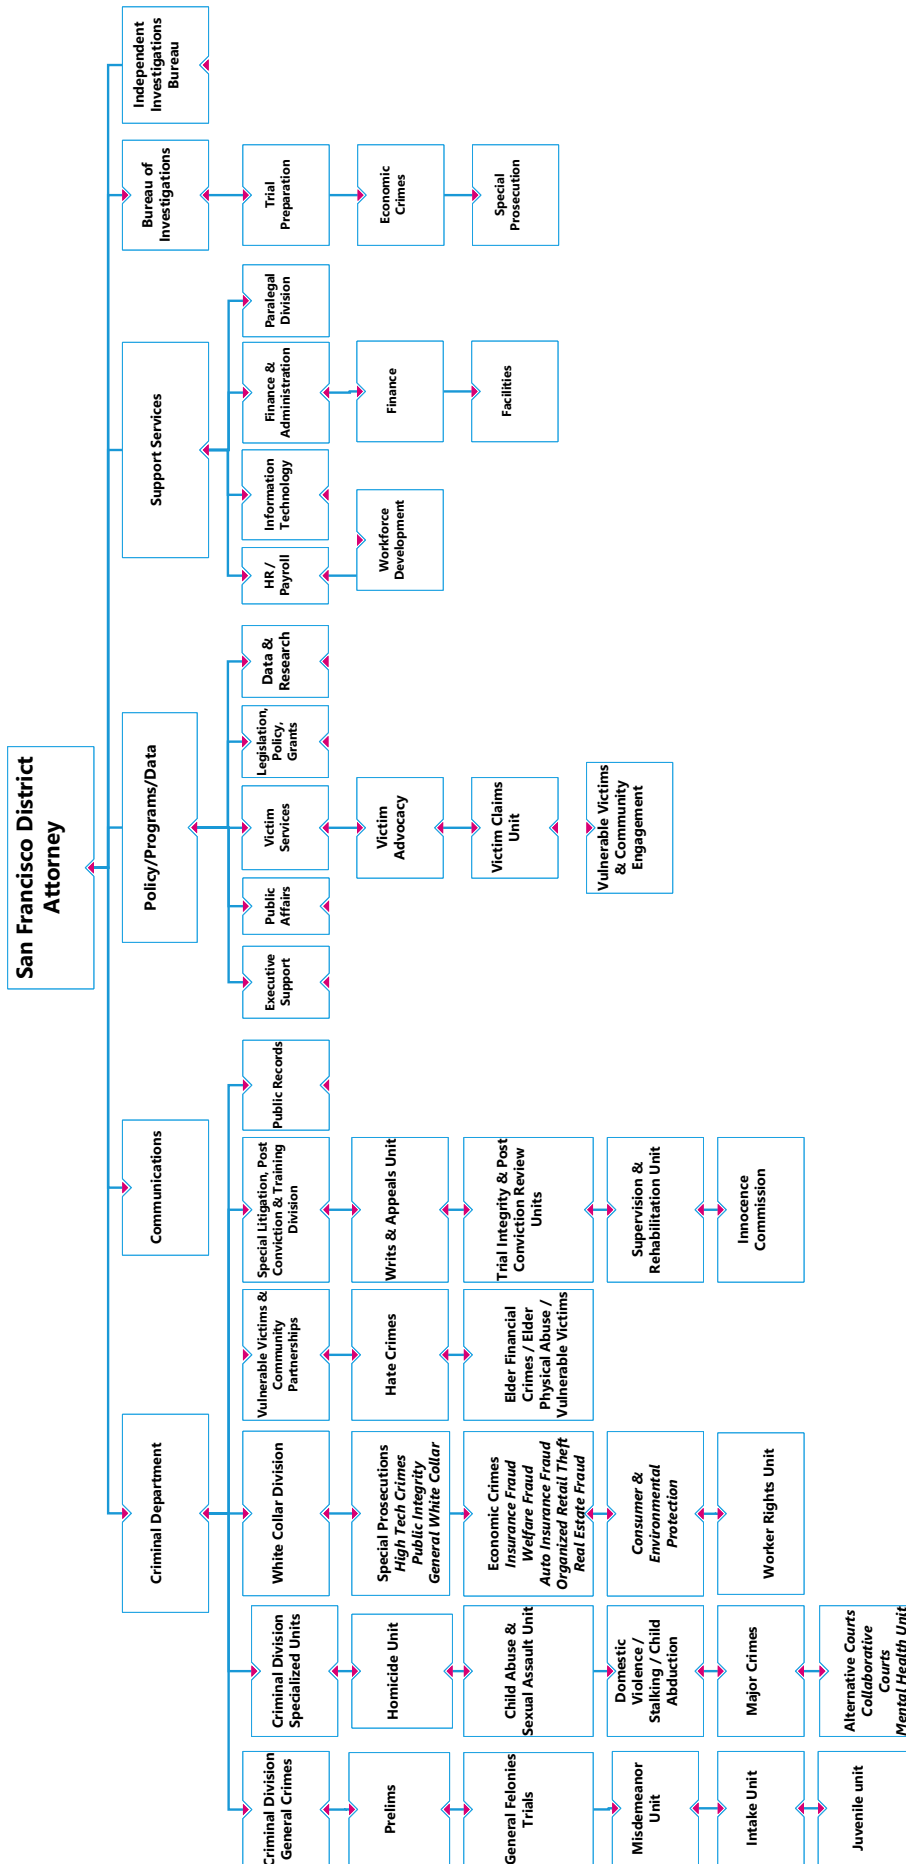 San Francisco District
Attorney
Criminal Department
Communications
Policy/Programs/Data
Support Services
Bureau of
Investigations
Independent
Investigations
Bureau
Criminal Division
General Crimes
Prelims
General Felonies
Trials
Misdemeanor
Unit
Intake Unit
Juvenile unit
Criminal Division
Specialized Units
Homicide Unit
Child Abuse &
Sexual Assault Unit
Domestic
Violence /
Stalking / Child
Abduction
Major Crimes
Alternative Courts
Collaborative
Courts
Mental Health Unit
White Collar Division
Special Prosecutions
High Tech Crimes
Public Integrity
General White Collar
Economic Crimes
Insurance Fraud
Welfare Fraud
Auto Insurance Fraud
Organized Retail Theft
Real Estate Fraud
Consumer &
Environmental
Protection
Worker Rights Unit
Vulnerable Victims &
Community
Partnerships
Hate Crimes
Elder Financial
Crimes / Elder
Physical Abuse /
Vulnerable Victims
Special Litigation, Post
Conviction & Training
Division
Writs & Appeals Unit
Trial Integrity & Post
Conviction Review
Units
Supervision &
Rehabilitation Unit
Innocence
Commission
Public Records
Executive
Support
Public
Affairs
Victim
Services
Victim
Advocacy
Victim Claims
Unit
Vulnerable Victims
& Community
Engagement
Legislation,
Policy,
Grants
Data &
Research
HR /
Payroll
Workforce
Development
Information
Technology
Finance &
Administration
Finance
Facilities
Paralegal
Division
Trial
Preparation
Economic
Crimes
Special
Prosecution